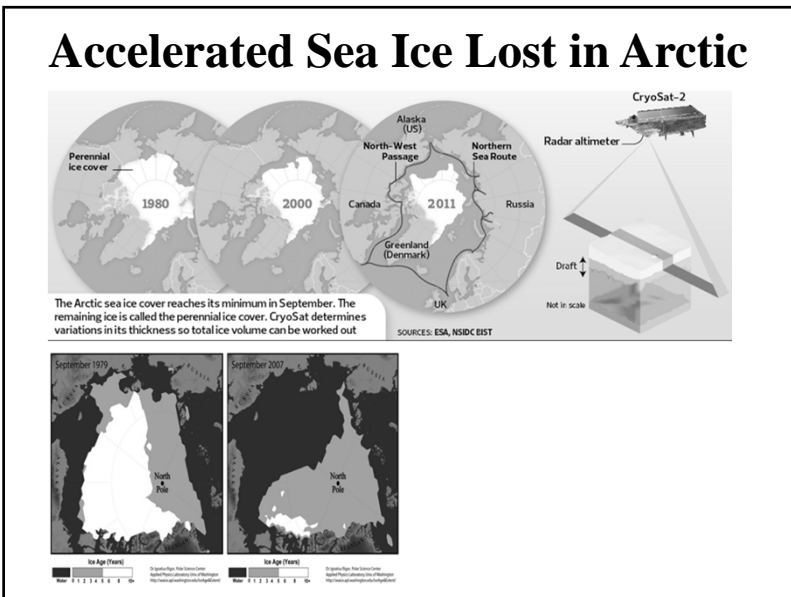 Accelerated Sea Ice Lost in Arctic
CryoSat-2
Radar altimeter
Alaska
(US)
North-West
Passage
Northern
Sea Route
Perennial
ice cover
1980
2000
Canada
2011
Russia
Greenland
(Denmark)
Draft
Not in scale
UK
The Arctic sea ice cover reaches its minimum in September. The
remaining ice is called the perennial ice cover. CryoSat determines
variations in its thickness so total ice volume can be worked out
SOURCES: ESA, NSIDC EIST
September 1979
RUSSIA
North
Pole
Ice Age (Years)
Water 0 1 2 3 4 5 6 8 10+
September 2007
RUSSIA
North
Pole
Ice Age (Years)
Water 0 1 2 3 4 5 6 8 10+